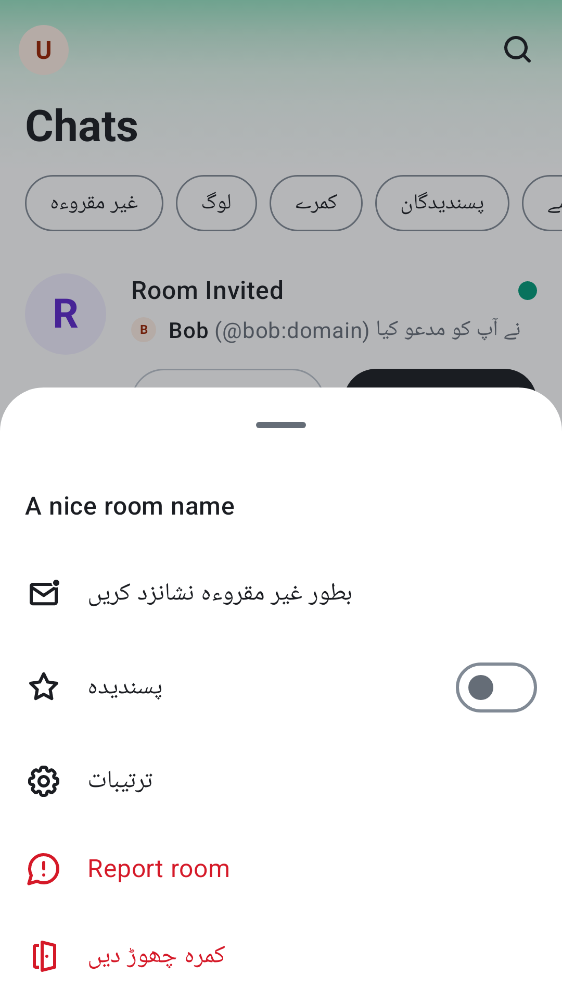 U
Chats
غیر مقروءہ
لوگ
کمرے
پسندیدگان
R
Room Invited
B
Bob (@bob:domain) نے آپ کو مدعو کیا
A nice room name
بطور غیر مقروءہ نشانزد کریں
پسندیدہ
ترتیبات
Report room
کمرہ چھوڑ دیں